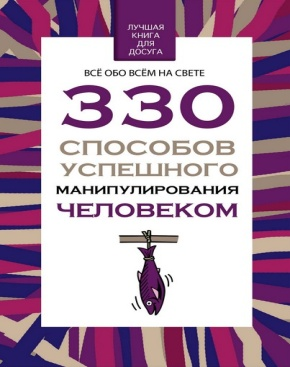 ЛУЧШАЯ
КНИГА
ДЛЯ
ДОСУГА
ВСЁ ОБО ВСЁМ НА СВЕТЕ
330
СПОСОБОВ
УСПЕШНОГО
МАНИПУЛИРОВАНИЯ
ЧЕЛОВЕКОМ